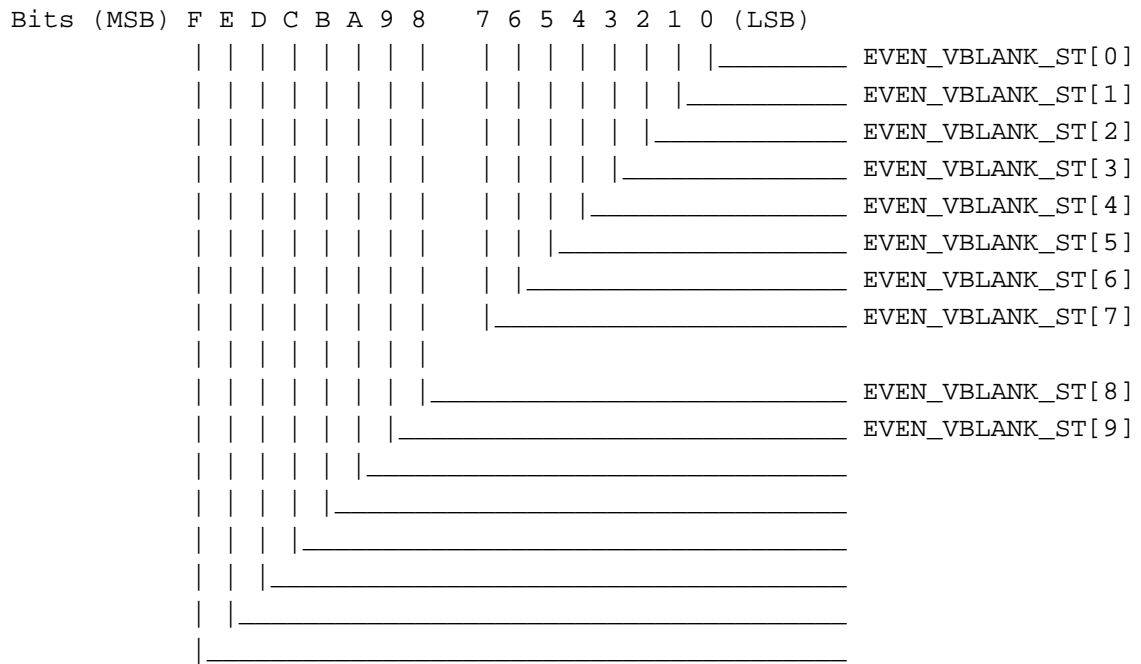 Bits (MSB) F E D C B A 9 8 7 6 5 4 3 2 1 0 (LSB)
EVEN_VBLANK_ST[0]
EVEN_VBLANK_ST[1]
EVEN_VBLANK_ST[2]
EVEN_VBLANK_ST[3]
EVEN_VBLANK_ST[4]
EVEN_VBLANK_ST[5]
EVEN_VBLANK_ST[6]
EVEN_VBLANK_ST[7]
EVEN_VBLANK_ST[8]
EVEN_VBLANK_ST[9]